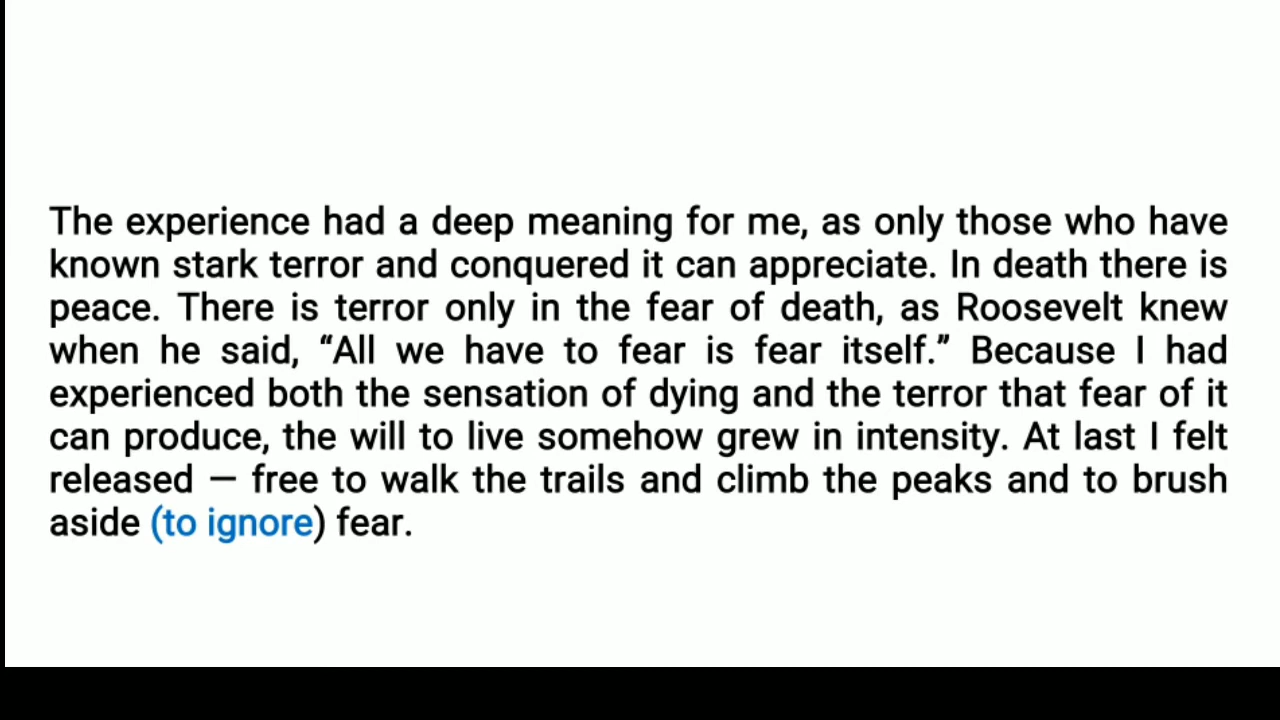 The experience had a deep meaning for me, as only those who have
known stark terror and conquered it can appreciate. In death there is
peace. There is terror only in the fear of death, as Roosevelt knew
when he said, “All we have to fear is fear itself.” Because I had
experienced both the sensation of dying and the terror that fear of it
can produce, the will to live somehow grew in intensity. At last I felt
released — free to walk the trails and climb the peaks and to brush
aside (to ignore) fear.